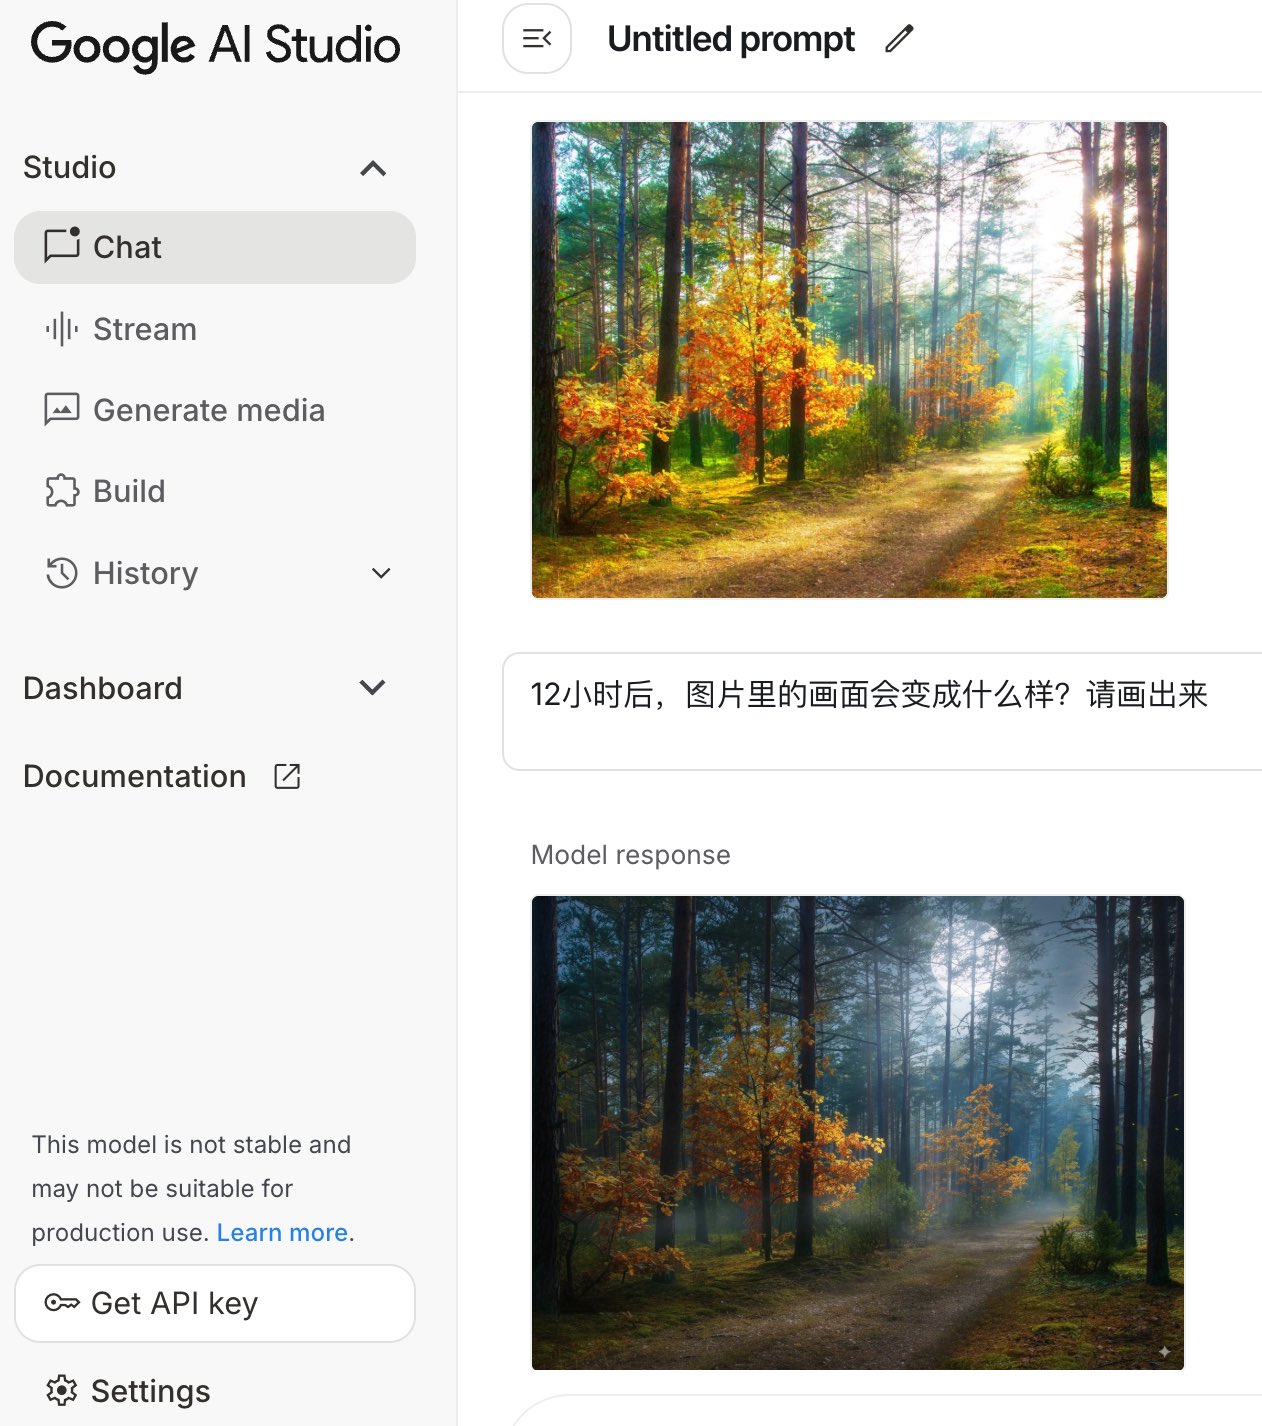 Google AI Studio
Untitled prompt
Studio
Chat
Stream
Generate media
Build
History
Dashboard
Documentation
12小时后，图片里的画面会变成什么样？请画出来
Model response
This model is not stable and
may not be suitable for
production use. Learn more.
Get API key
Settings